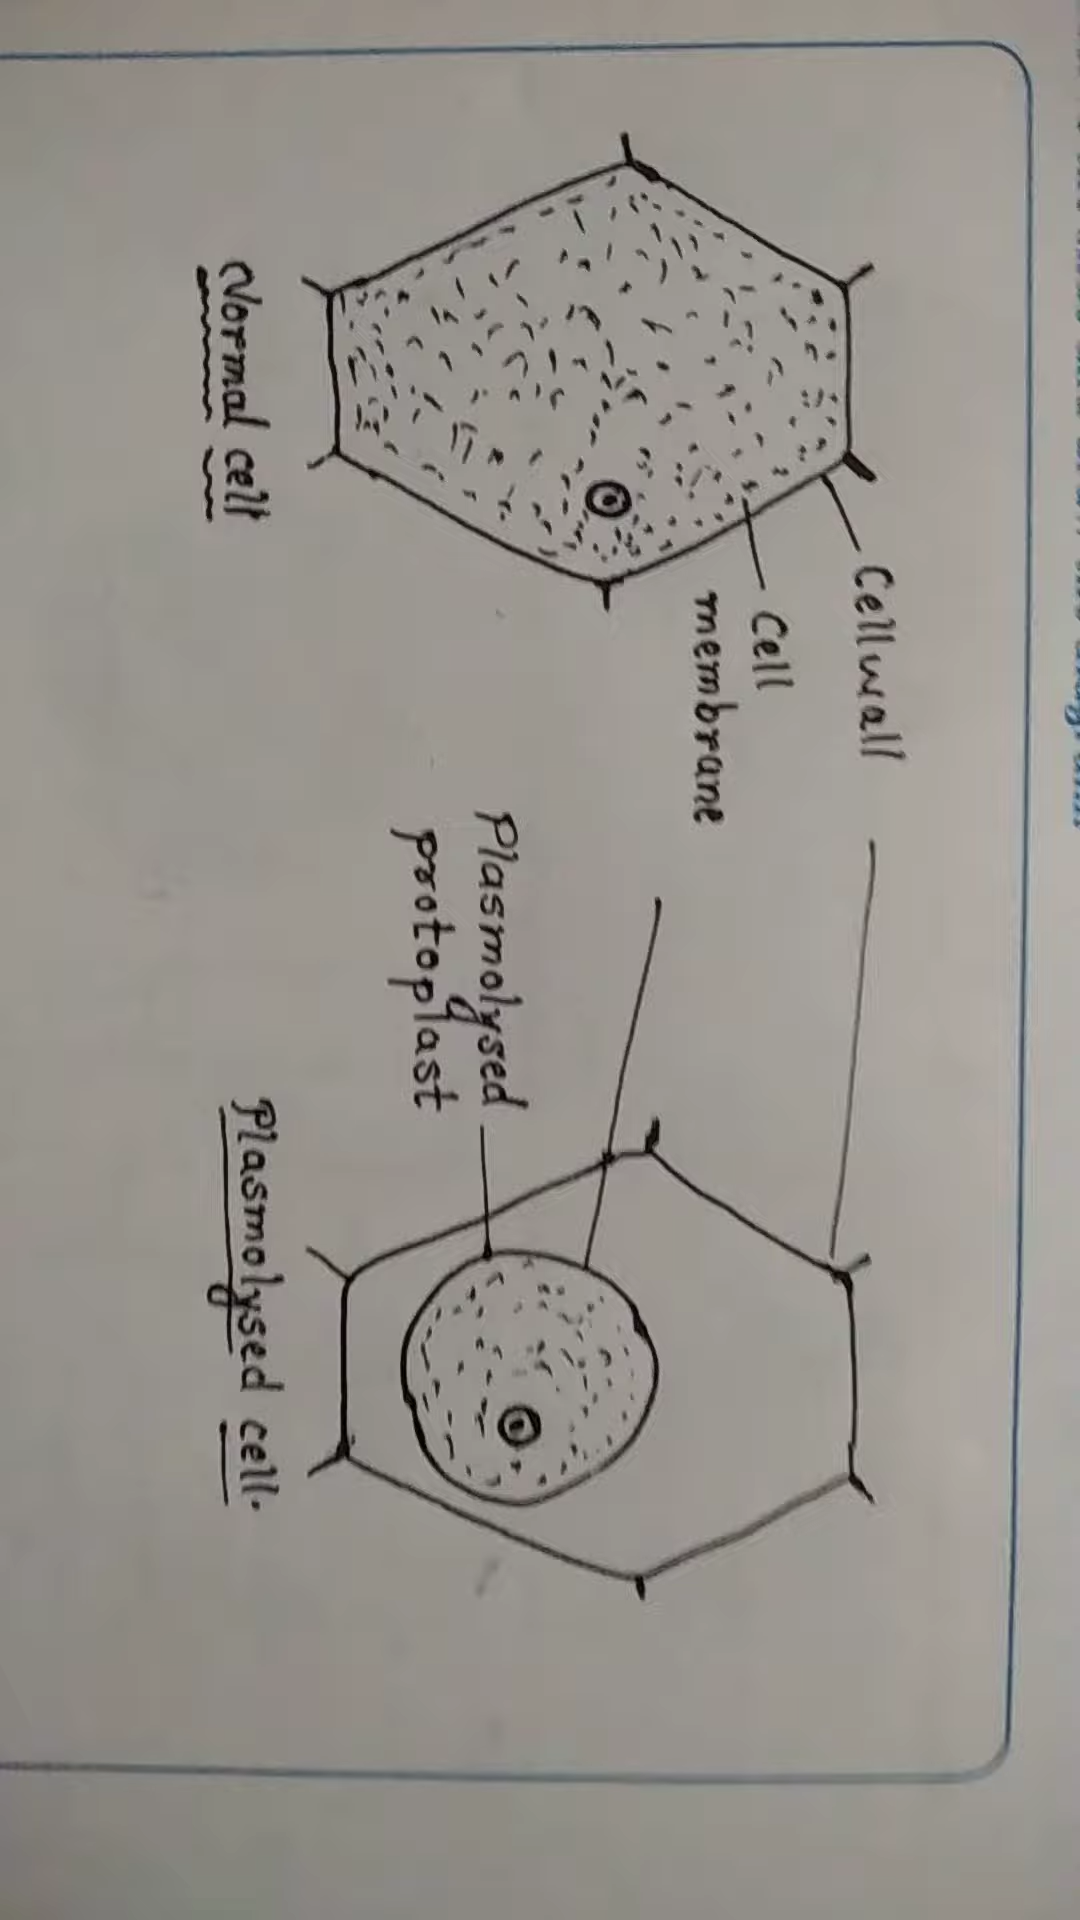 Cellwall
Cell
membrane
Plasmolysed
protoplast
Normal cell
Plasmolysed cell.